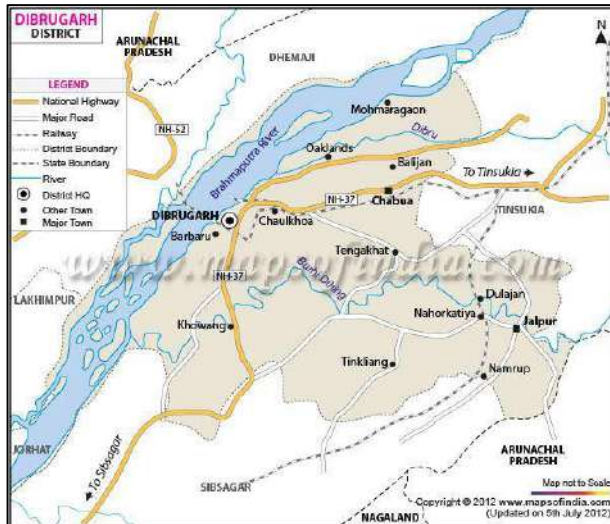 DIBRUGARH
DISTRICT
ARUNACHAL
PRADESH
DHEMAJI
N
LEGEND
National Highway
Major Road
Railway
District Boundary
State Boundary
River
District HQ
Other Town
Major Town
NH-52
Mohmaragaon
Brahmaputra River
Dibru
Oaklands
Balijan
To Tinsukia
NH-37
Chabua
TINSUKIA
DIBRUGARH
Chaulkhoa
Barbaru
Tengakhat
www.mapsofindia.com
NH-37
Burhi Dihing
LAKHIMPUR
Dulajan
Khowang
Nahorkatiya
Jaipur
Tinkliang
Namrup
JORHAT
To Sibsagar
SIBSAGAR
ARUNACHAL
PRADESH
Map not to Scale
Copyright © 2012 www.mapsofindia.com
(Updated on 5th July 2012)
NAGALAND